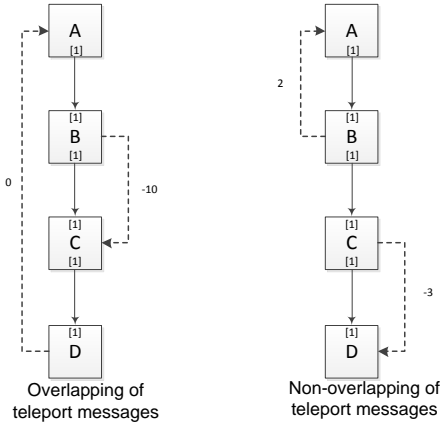 A
[1]
[1]
B
[1]
0
-10
[1]
C
[1]
[1]
D
Overlapping of
teleport messages
A
[1]
2
[1]
B
[1]
[1]
C
[1]
-3
[1]
D
Non-overlapping of
teleport messages